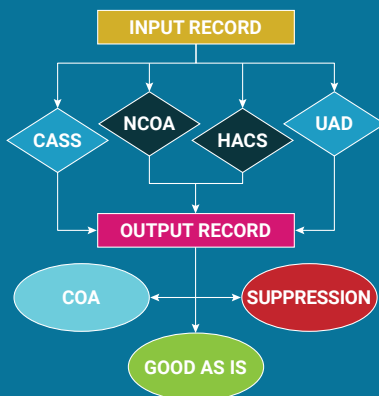 INPUT RECORD
CASS
NCOA
HACS
UAD
OUTPUT RECORD
COA
SUPPRESSION
GOOD AS IS